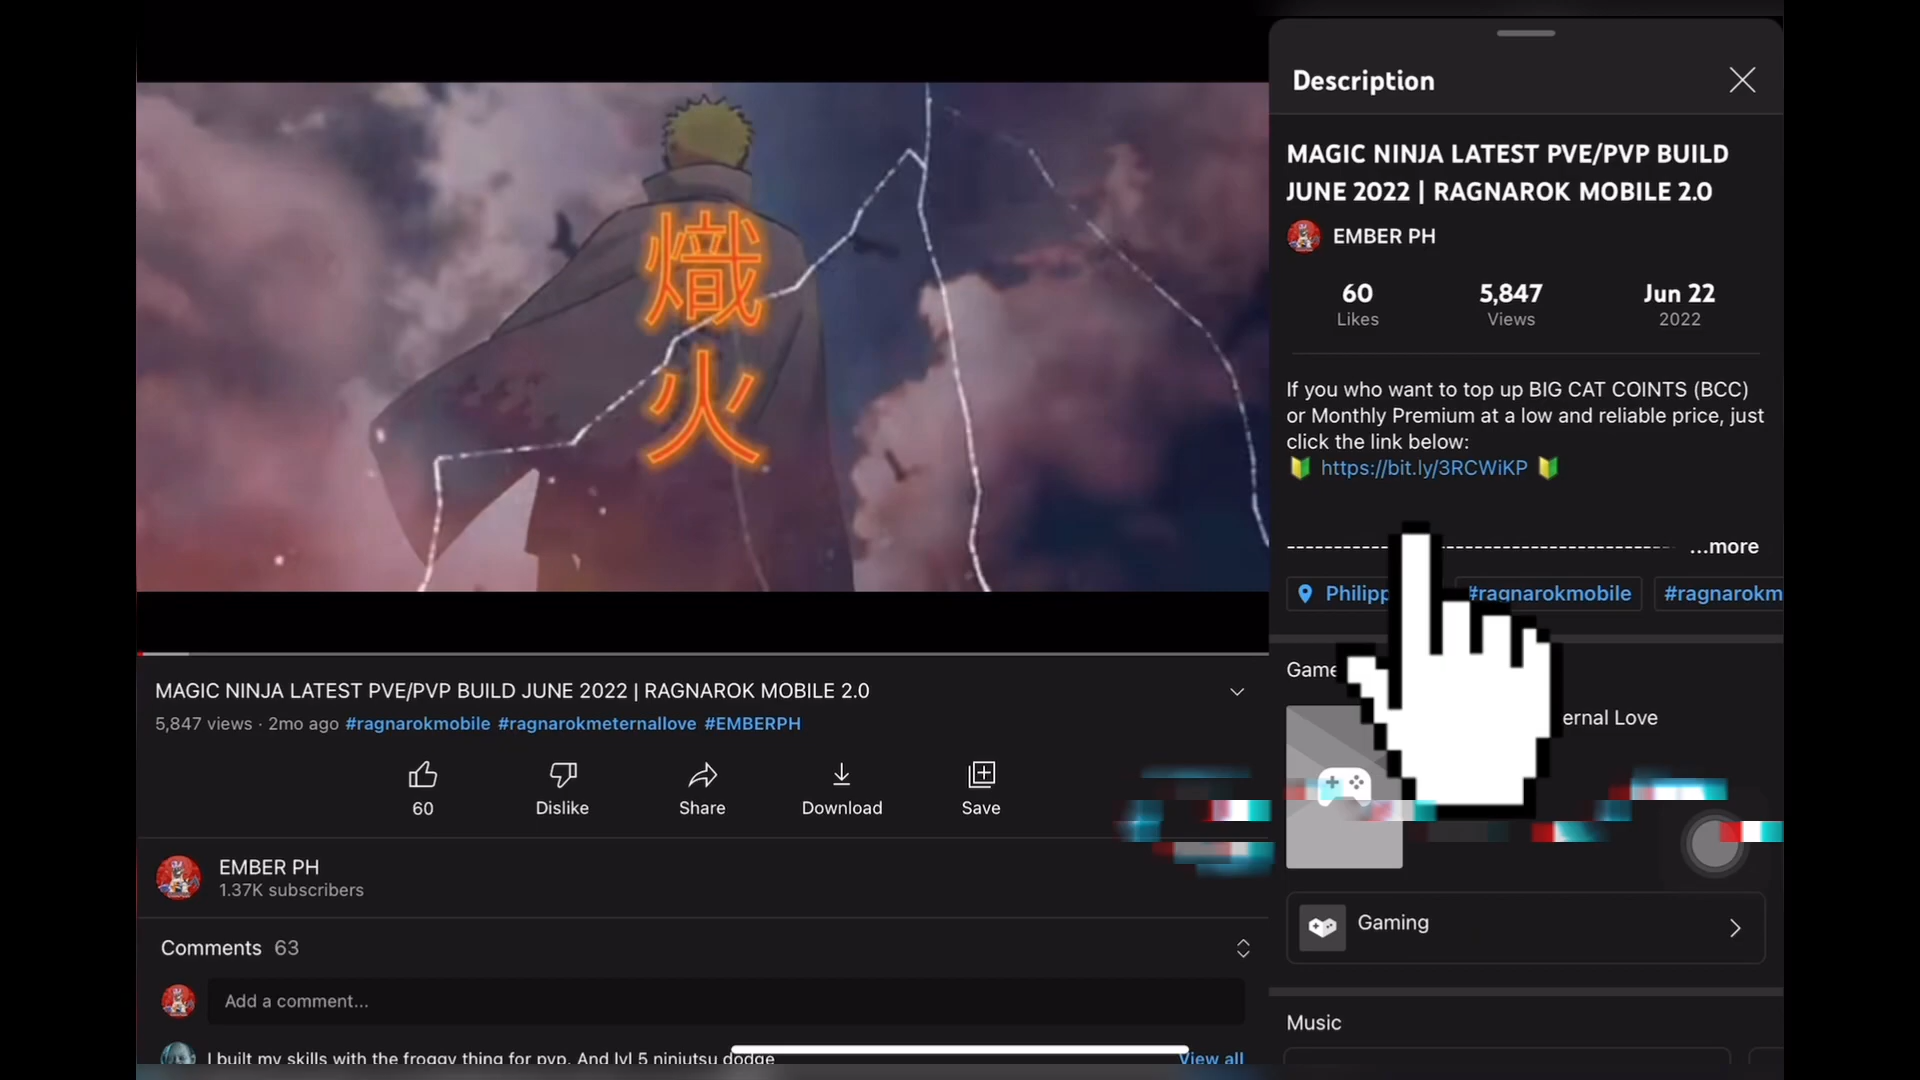 熾
火
MAGIC NINJA LATEST PVE/PVP BUILD JUNE 2022 | RAGNAROK MOBILE 2.0
5,847 views · 2mo ago #ragnarokmobile #ragnarokmeternallove #EMBERPH
60
Dislike
Share
Download
Save
EMBER PH
1.37K subscribers
Comments 63
Add a comment...
I built my skills with the froggy thing for pvp. And lvl 5 ninjutsu dodge
View all
Description
MAGIC NINJA LATEST PVE/PVP BUILD
JUNE 2022 | RAGNAROK MOBILE 2.0
EMBER PH
60 5,847 Jun 22
Likes Views 2022
If you who want to top up BIG CAT COINTS (BCC)
or Monthly Premium at a low and reliable price, just
click the link below:
🔰 https://bit.ly/3RCWiKP 🔰
...more
Philipp #ragnarokmobile #ragnarokm
Game
ernal Love
Gaming
Music